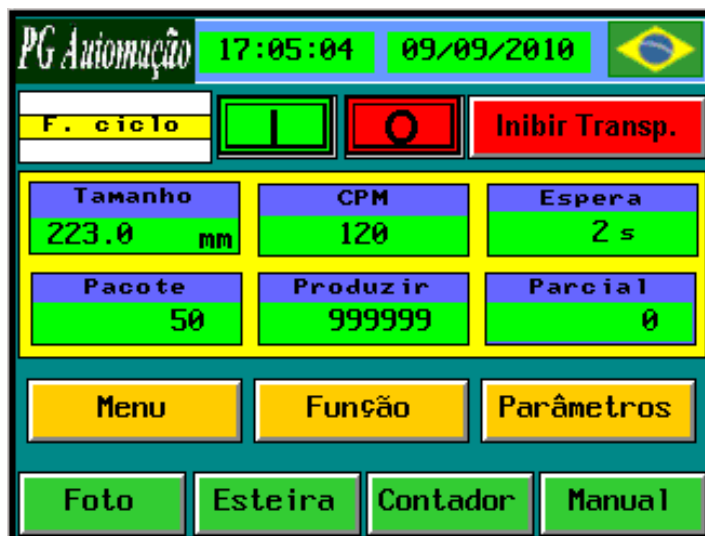 PG Automação 17:05:04 09/09/2010
F. ciclo I O Inibir Transp.
Tamanho CPM Espera
223.0 mm 120 2 s
Pacote Produzir Parcial
50 999999 0
Menu Função Parâmetros
Foto Esteira Contador Manual